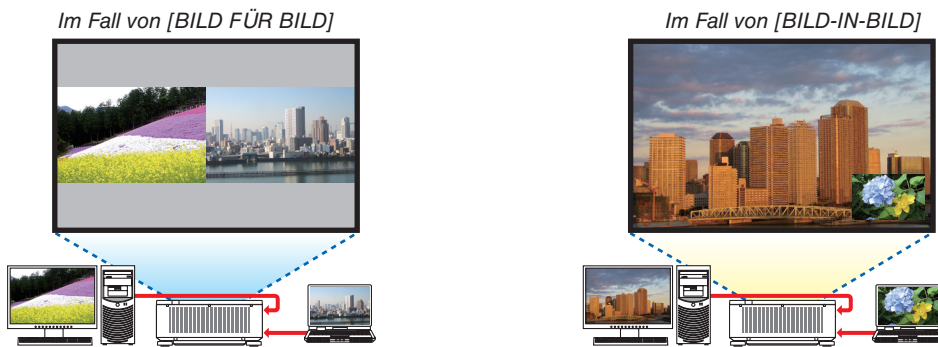 Im Fall von [BILD FÜR BILD]
Im Fall von [BILD-IN-BILD]